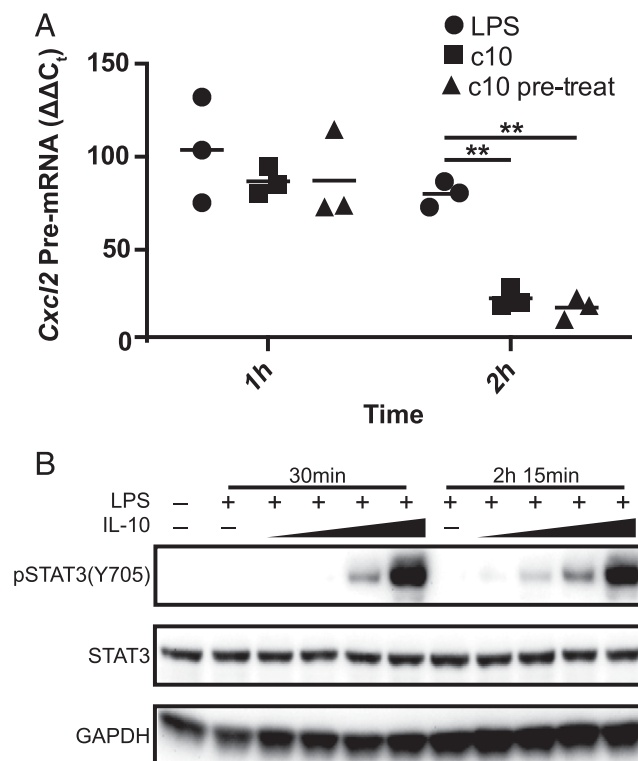 A
LPS
c10
c10 pre-treat
Cxcl2 Pre-mRNA (ΔΔCt)
150
100
50
0
**
**
1h
2h
Time
B
30min
2h 15min
LPS – + + + + + + + + + +
IL-10 – – –
pSTAT3(Y705)
STAT3
GAPDH